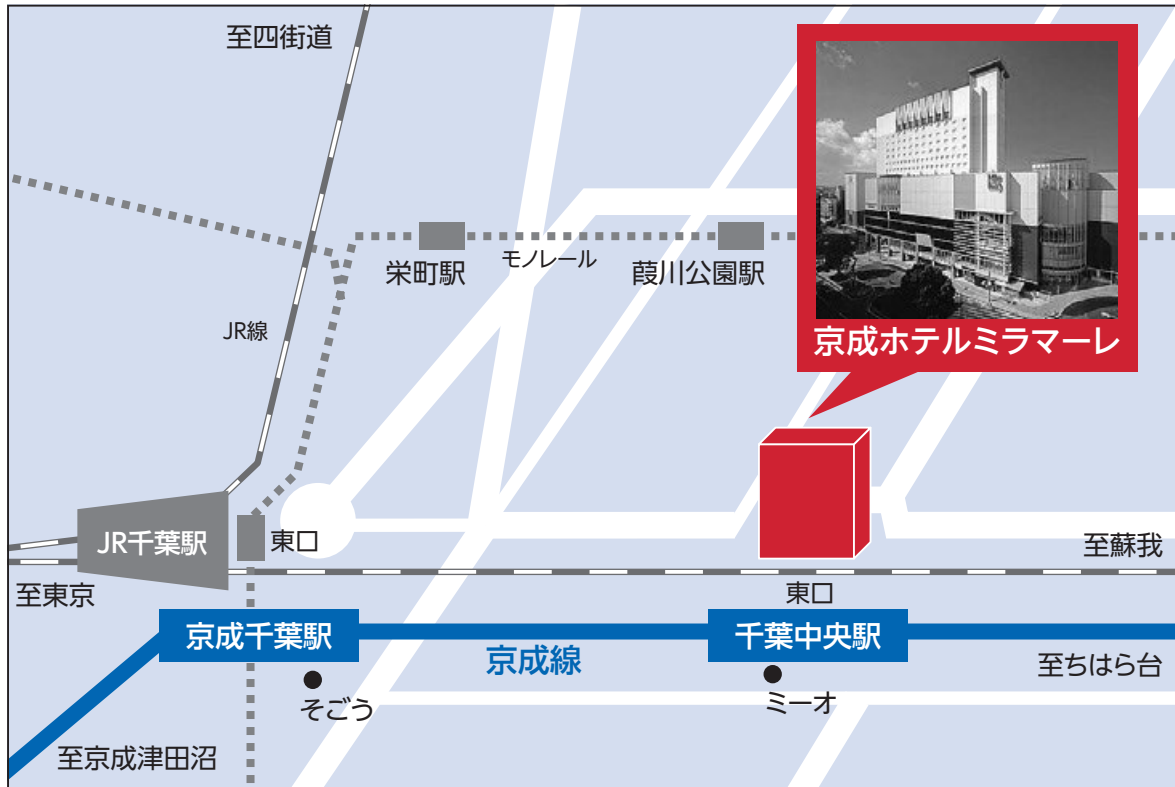 至四街道
栄町駅
モノレール
葭川公園駅
京成ホテルミラマーレ
JR線
JR千葉駅
東口
至蘇我
至東京
東口
京成千葉駅
京成線
千葉中央駅
至ちはら台
そごう
ミーオ
至京成津田沼